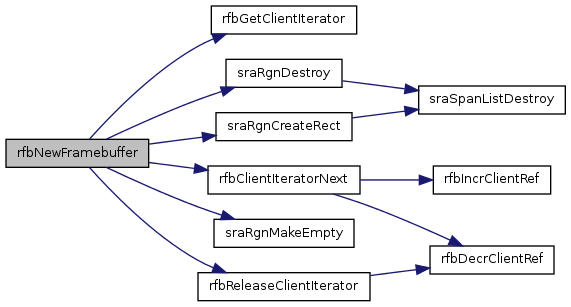 rfbGetClientIterator
sraRgnDestroy
sraSpanListDestroy
sraRgnCreateRect
rfbNewFramebuffer
rfbClientIteratorNext
rfbIncrClientRef
sraRgnMakeEmpty
rfbDecrClientRef
rfbReleaseClientIterator